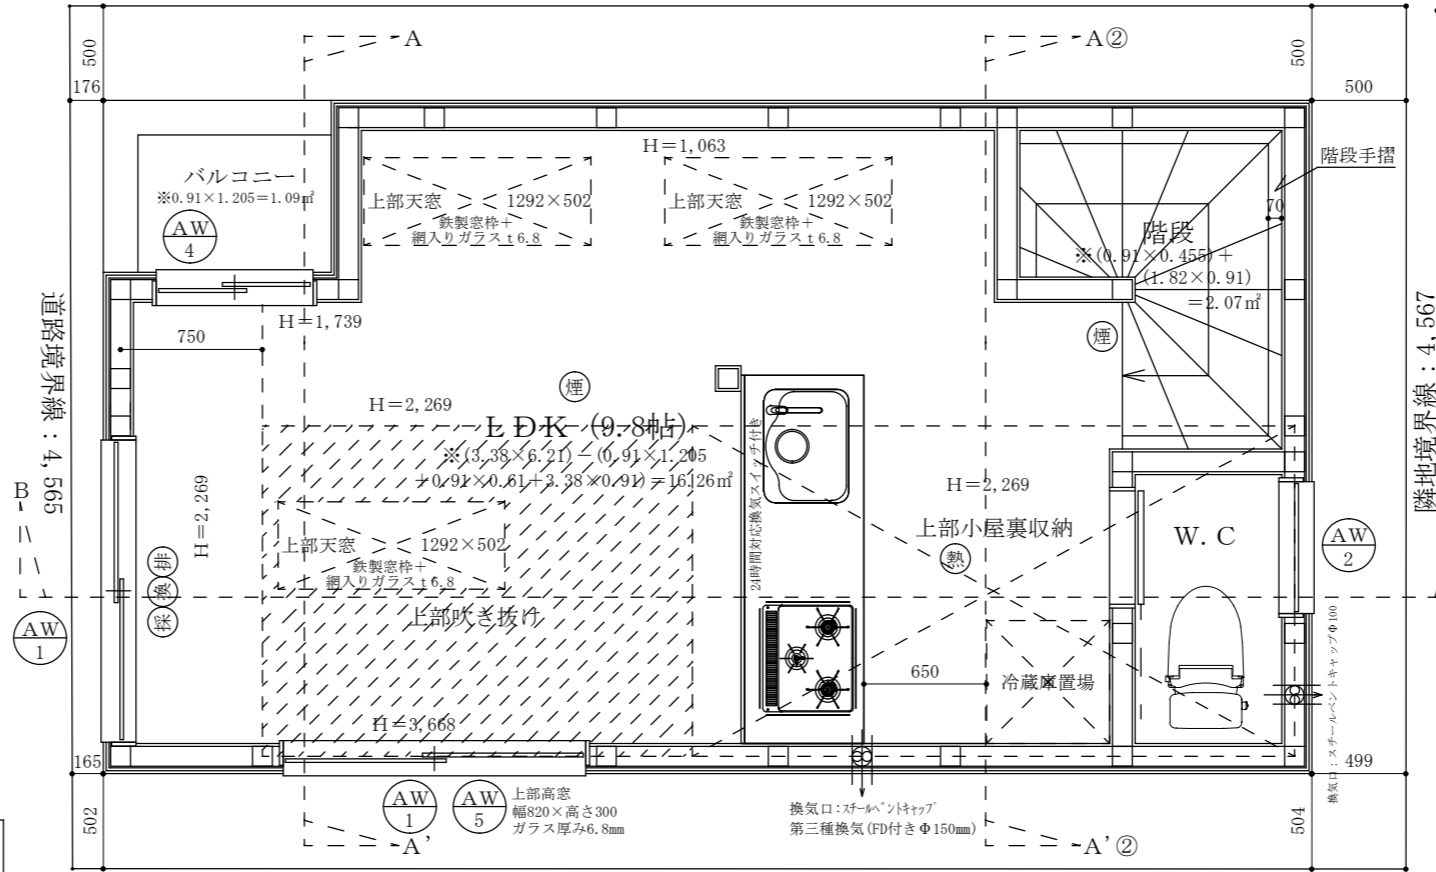 500
176
A
A②
500
500
バルコニー
※0.91×1.205=1.09㎡
AW
4
H=1,063
上部天窓
1292×502
鉄製窓枠+
網入りガラスt6.8
上部天窓
1292×502
鉄製窓枠+
網入りガラスt6.8
階段手摺
70
階段
※(0.91×0.455)+
(1.82×0.91)
=2.07㎡
道路境界線：4,565
隣地境界線：4,567
750
H=1,739
煙
煙
H=2,269
LDK (9.8帖)
※(3.38×6.21)-(0.91×1.205
+0.91×0.61+3.38×0.91)=16.26㎡
H=2,269
B
24時間対応換気スイッチ付き
H=2,269
上部小屋裏収納
熱
W.C
AW
2
上部天窓
1292×502
鉄製窓枠+
網入りガラスt6.8
排
換
採
AW
1
上部吹き抜け
650
冷蔵庫置場
換気口：スチールベントキャップΦ100
H=3,668
165
499
502
504
AW
1
AW
5
上部高窓
幅820×高さ300
ガラス厚み6.8㎜
換気口：スチールベントキャップ
第三種換気(FD付きΦ150㎜)
A'
A'②